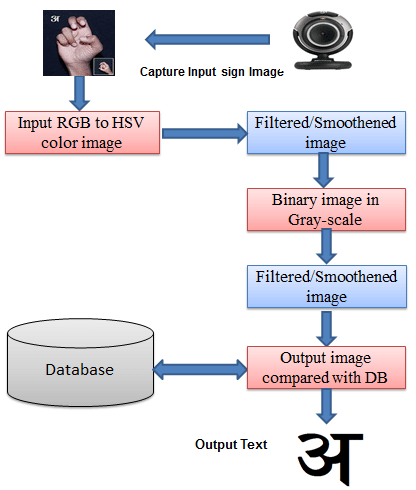 अ
Capture Input sign Image
Input RGB to HSV
color image
Filtered/Smoothened
image
Binary image in
Gray-scale
Filtered/Smoothened
image
Database
Output image
compared with DB
Output Text
अ